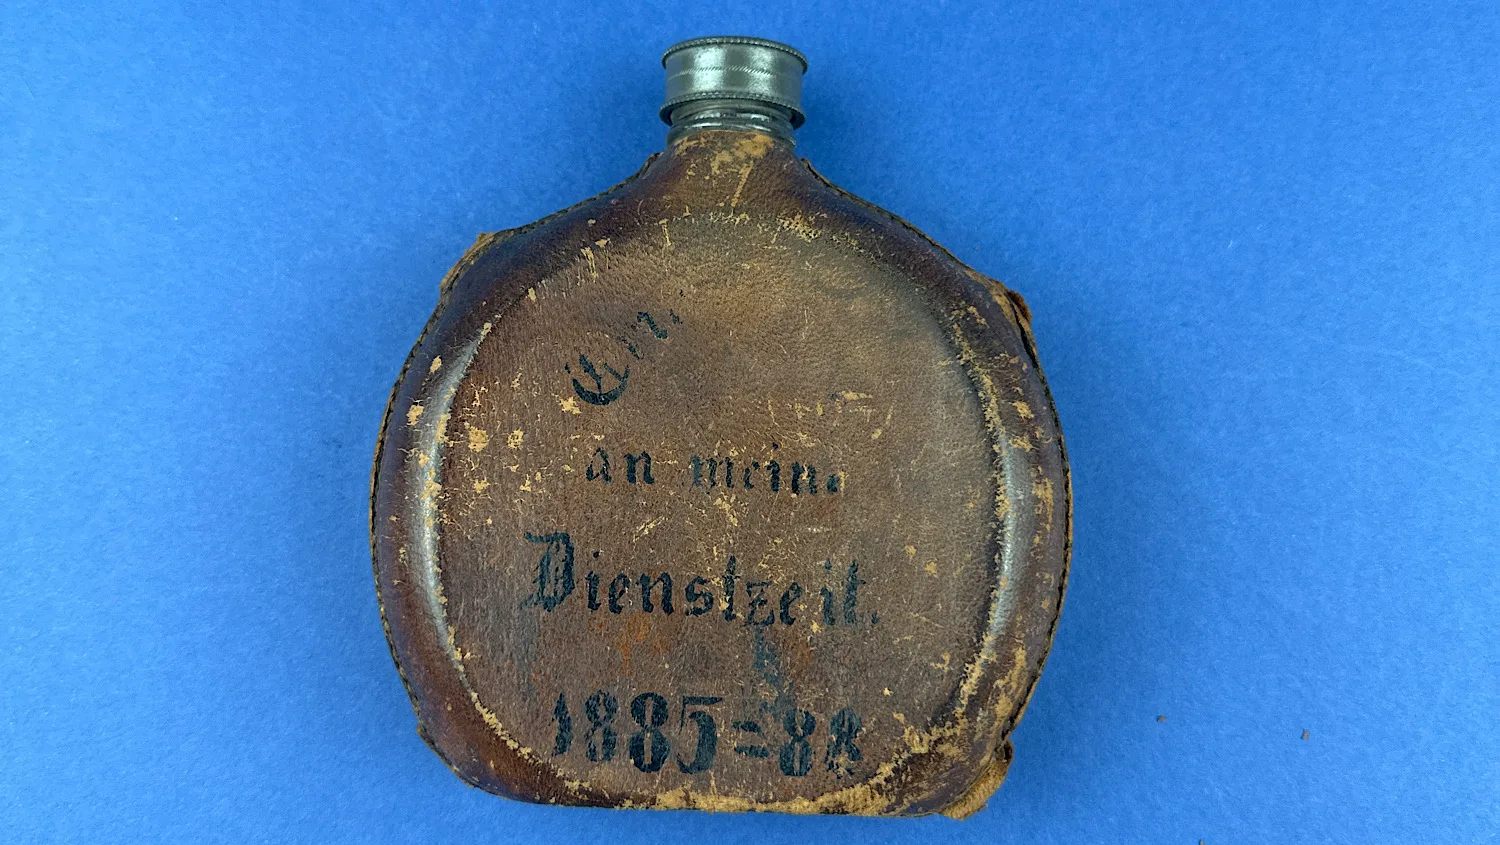 an meine
Dienstzeit.
1885=88